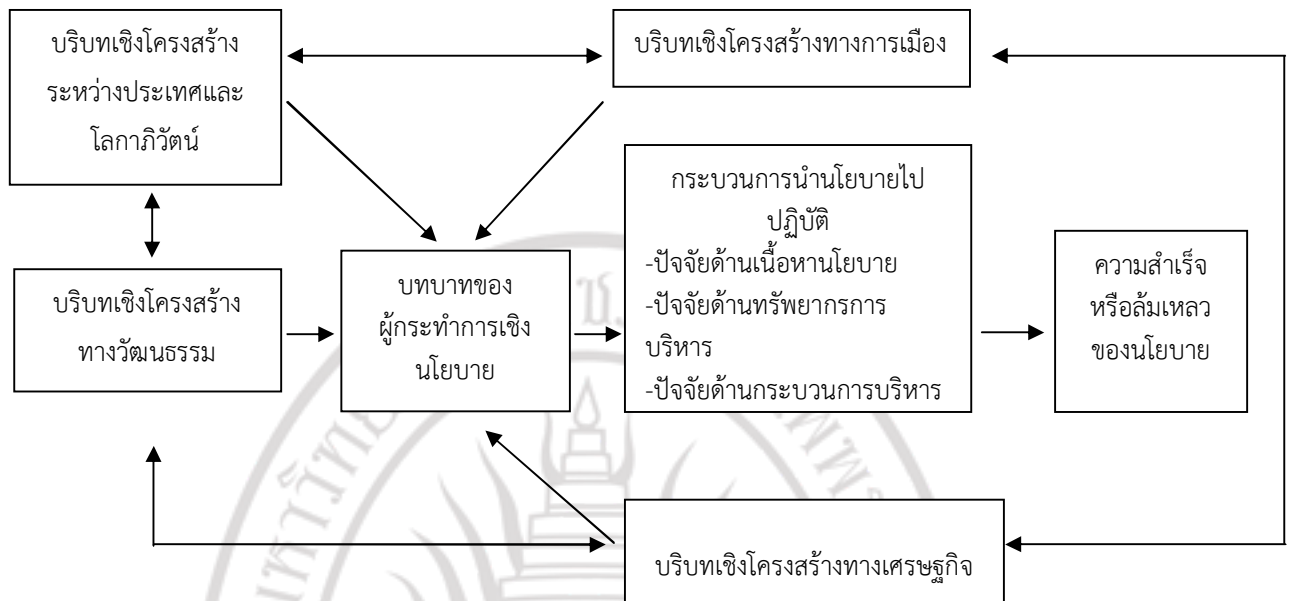 บริบทเชิงโครงสร้าง
ระหว่างประเทศและ
โลกาภิวัตน์
บริบทเชิงโครงสร้างทางการเมือง
กระบวนการนำนโยบายไป
ปฏิบัติ
-ปัจจัยด้านเนื้อหานโยบาย
-ปัจจัยด้านทรัพยากรการ
บริหาร
-ปัจจัยด้านกระบวนการบริหาร
บริบทเชิงโครงสร้าง
ทางวัฒนธรรม
บทบาทของ
ผู้กระทำการเชิง
นโยบาย
ความสำเร็จ
หรือล้มเหลว
ของนโยบาย
บริบทเชิงโครงสร้างทางเศรษฐกิจ